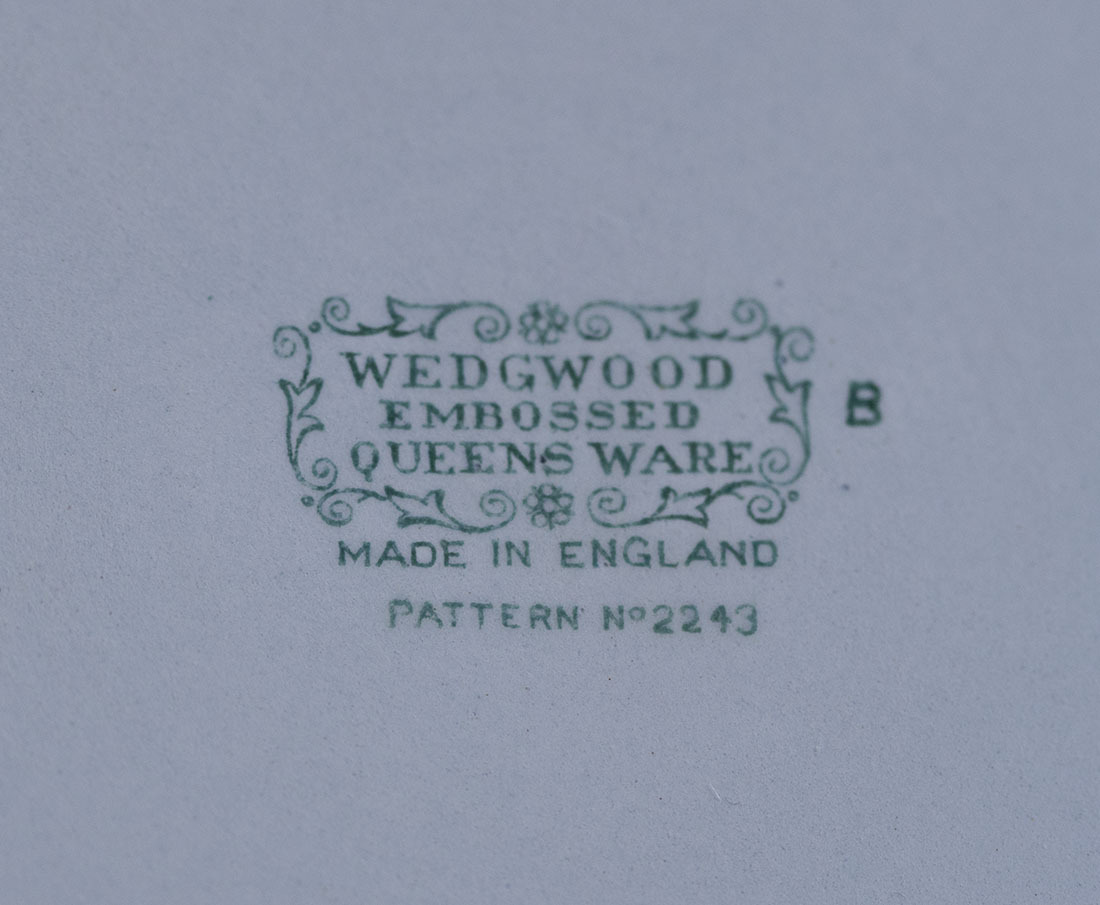 WEDGWOOD
EMBOSSED
QUEENS WARE
B
MADE IN ENGLAND
PATTERN Nº2243